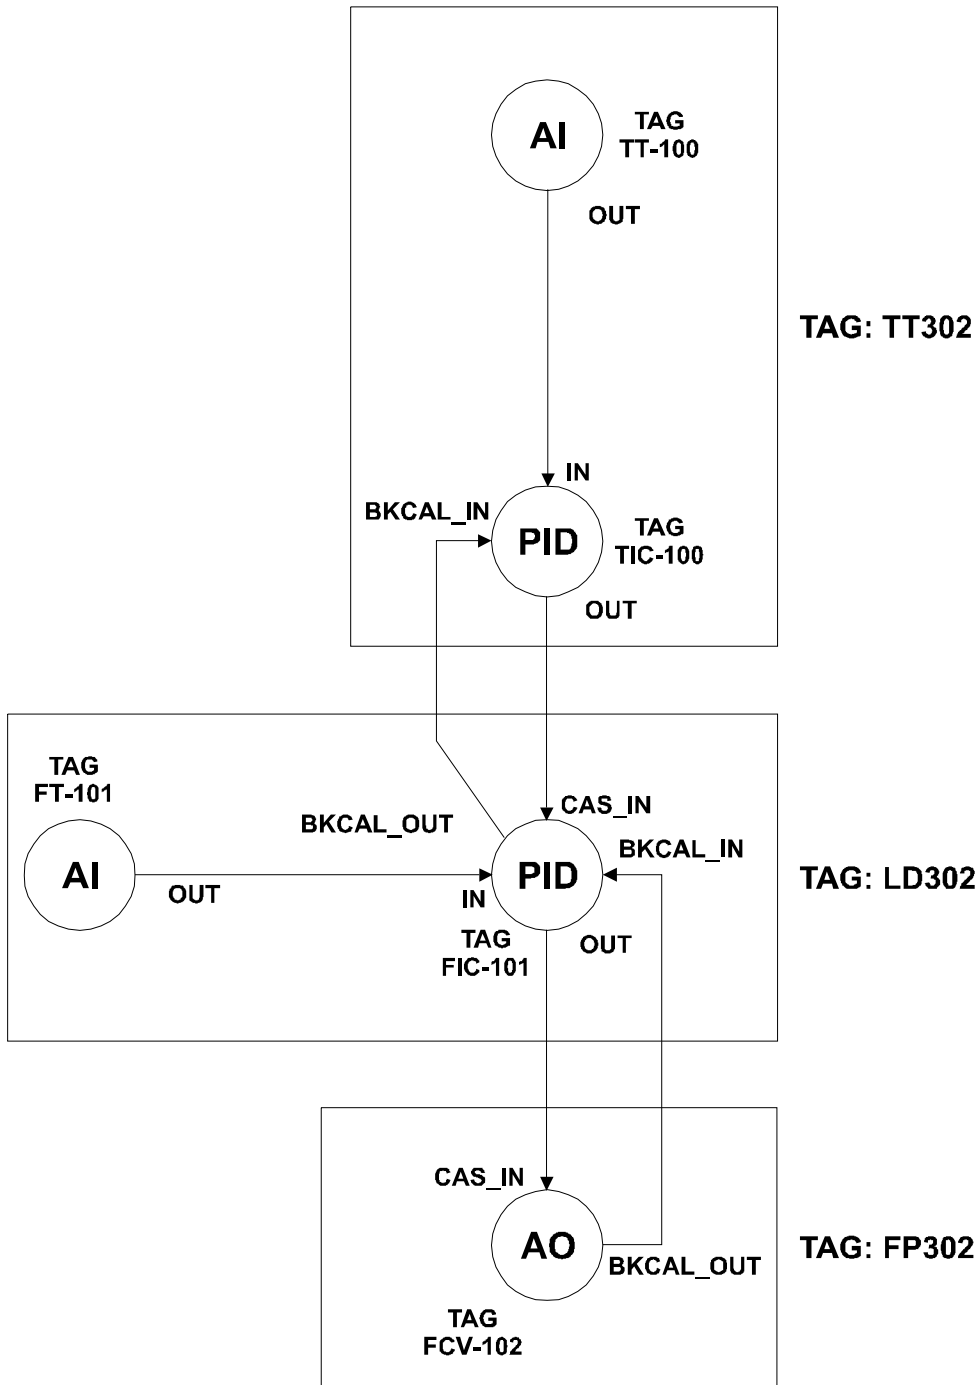 AI
TAG
TT-100
OUT
TAG: TT302
IN
BKCAL_IN
PID
TAG
TIC-100
OUT
TAG
FT-101
CAS_IN
BKCAL_OUT
BKCAL_IN
AI
PID
TAG: LD302
OUT
IN
TAG
FIC-101
OUT
CAS_IN
AO
TAG: FP302
BKCAL_OUT
TAG
FCV-102